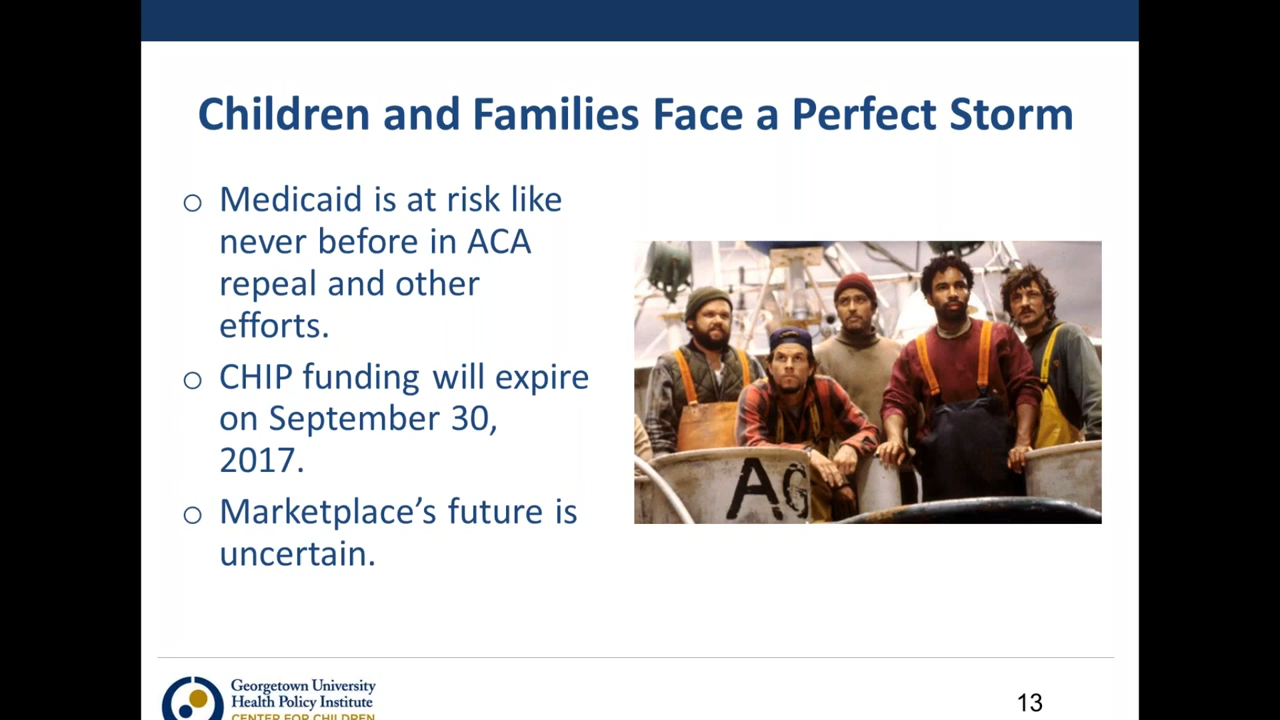 Children and Families Face a Perfect Storm
○ Medicaid is at risk like
never before in ACA
repeal and other
efforts.
○ CHIP funding will expire
on September 30,
2017.
○ Marketplace’s future is
uncertain.
AG
Georgetown University
Health Policy Institute
CENTER FOR CHILDREN
13